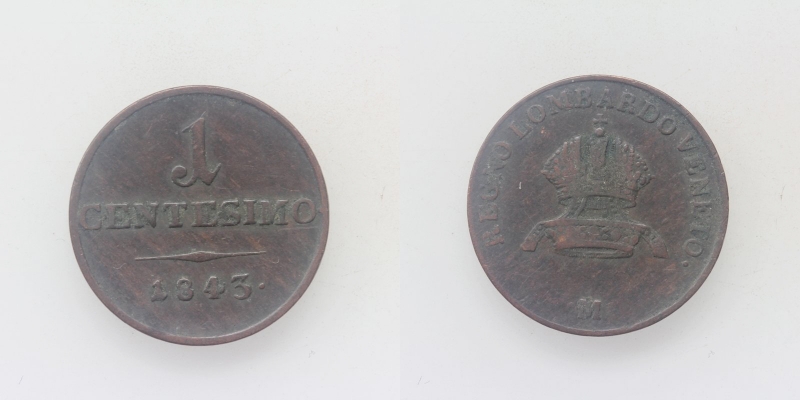 1
CENTESIMO
1843.
REGNO LOMBARDO VENETO.
M